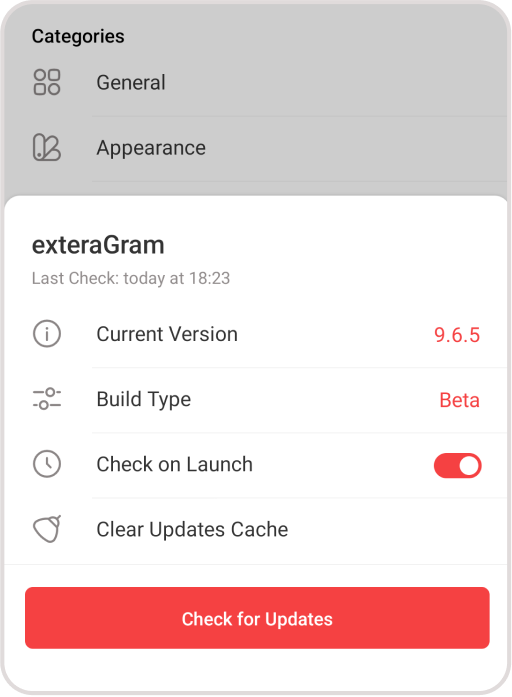 Categories
General
Appearance
exteraGram
Last Check: today at 18:23
Current Version 9.6.5
Build Type Beta
Check on Launch
Clear Updates Cache
Check for Updates